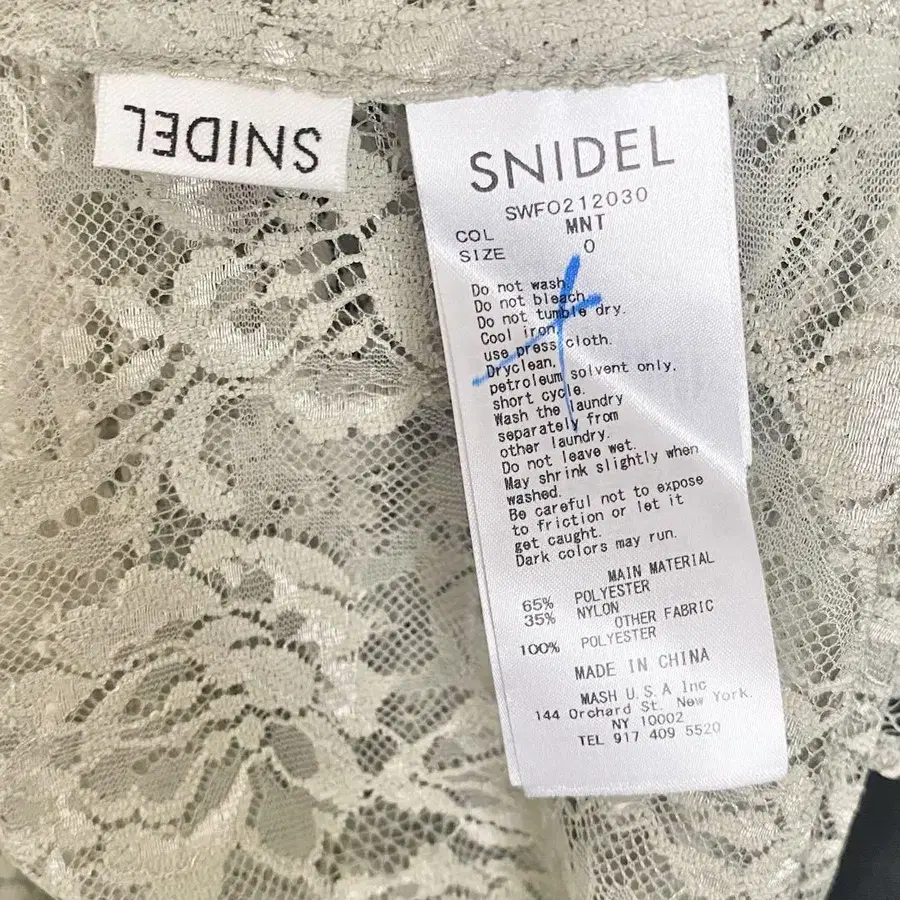 SNIDEL
SNIDEL
SWFO212030
COL MNT
SIZE 0
Do not wash.
Do not bleach.
Do not tumble dry.
Cool iron,
use press cloth.
Dryclean,
petroleum solvent only.
short cycle.
Wash the laundry
separately from
other laundry.
Do not leave wet.
May shrink slightly when
washed.
Be careful not to expose
to friction or let it
get caught.
Dark colors may run.
MAIN MATERIAL
65% POLYESTER
35% NYLON
OTHER FABRIC
100% POLYESTER
MADE IN CHINA
MASH U.S.A Inc
144 Orchard St. New York.
NY 10002
TEL 917 409 5520